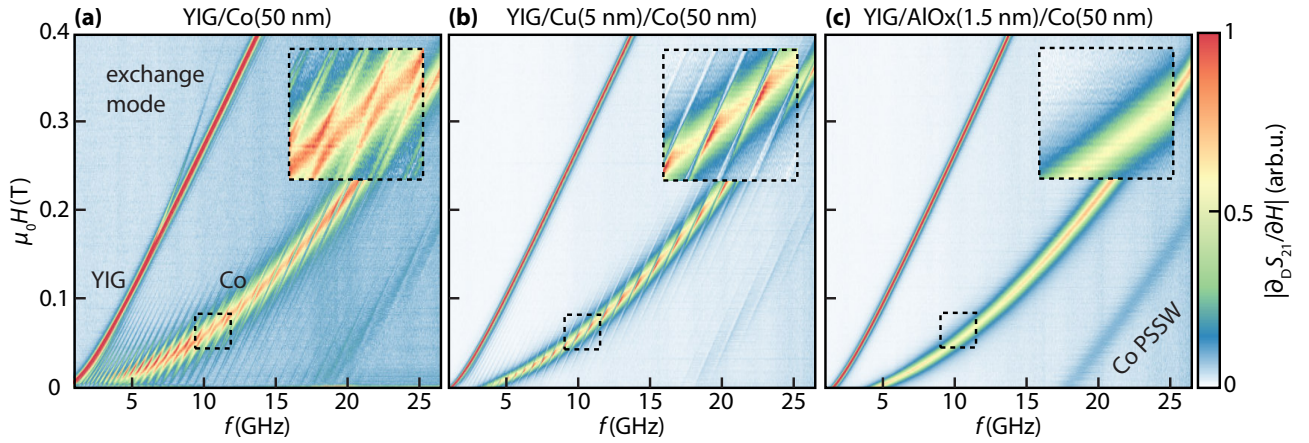 (a) YIG/Co(50 nm)
(b) YIG/Cu(5 nm)/Co(50 nm)
(c) YIG/AlOx(1.5 nm)/Co(50 nm)
0.4
0.3
0.2
0.1
0
μ₀H (T)
exchange
mode
YIG
Co
5 10 15 20 25
f (GHz)
5 10 15 20 25
f (GHz)
Co PSSW
5 10 15 20 25
f (GHz)
1
0.5
0
|∂_D S₂₁/∂H| (arb.u.)